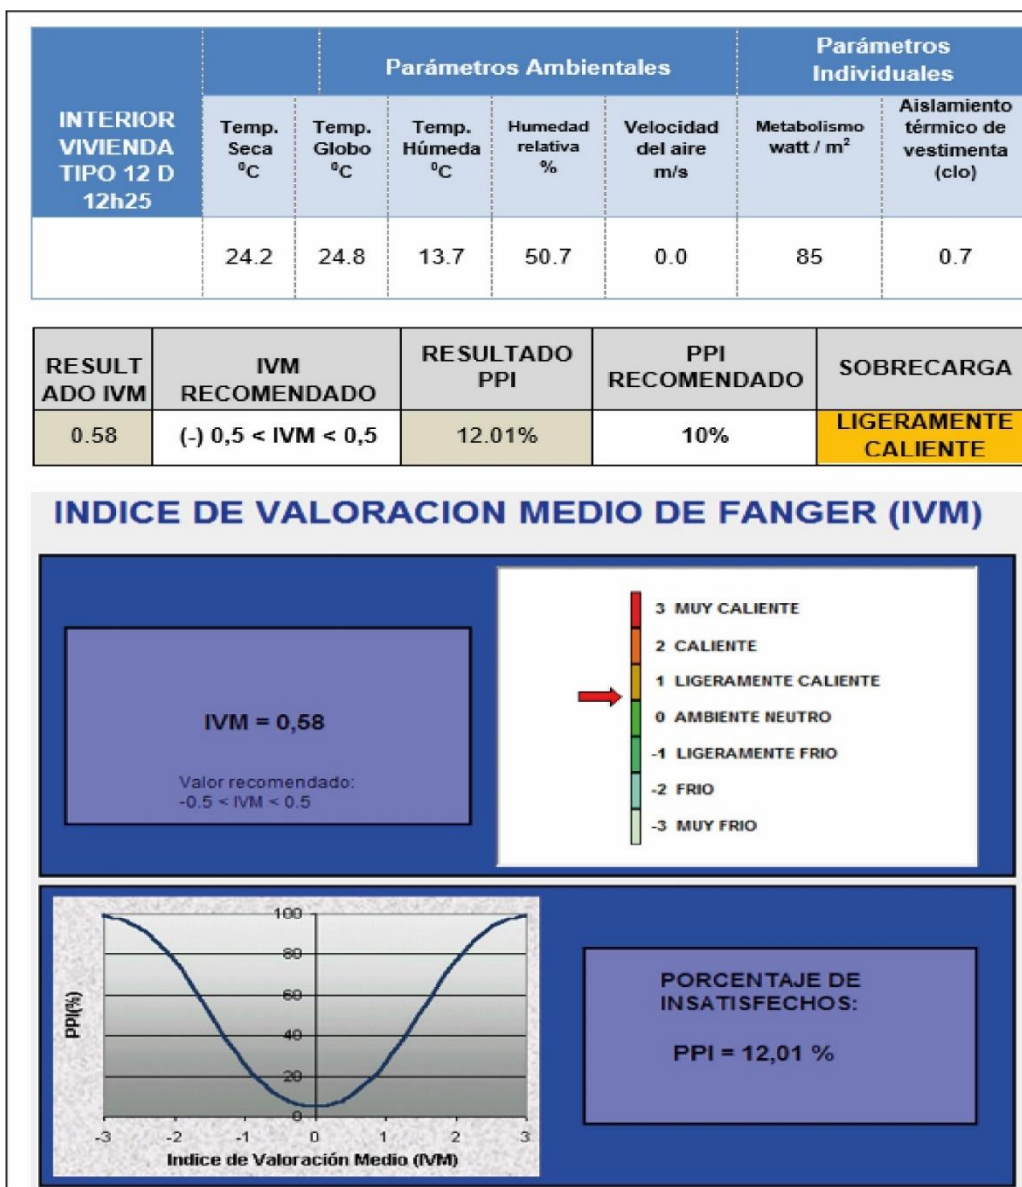 Parámetros Ambientales
Parámetros
Individuales
INTERIOR
VIVIENDA
TIPO 12 D
12h25
Temp.
Seca
⁰C
Temp.
Globo
⁰C
Temp.
Húmeda
⁰C
Humedad
relativa
%
Velocidad
del aire
m/s
Metabolismo
watt / m²
Aislamiento
térmico de
vestimenta
(clo)
24.2 24.8 13.7 50.7 0.0 85 0.7
RESULT
ADO IVM
IVM
RECOMENDADO
RESULTADO
PPI
PPI
RECOMENDADO
SOBRECARGA
0.58 (-) 0,5 < IVM < 0,5 12.01% 10% LIGERAMENTE
CALIENTE
INDICE DE VALORACION MEDIO DE FANGER (IVM)
IVM = 0,58
Valor recomendado:
-0.5 < IVM < 0.5
3 MUY CALIENTE
2 CALIENTE
1 LIGERAMENTE CALIENTE
0 AMBIENTE NEUTRO
-1 LIGERAMENTE FRIO
-2 FRIO
-3 MUY FRIO
PPI(%)
100
80
60
40
20
0
-3 -2 -1 0 1 2 3
Indice de Valoración Medio (IVM)
PORCENTAJE DE
INSATISFECHOS:
PPI = 12,01 %